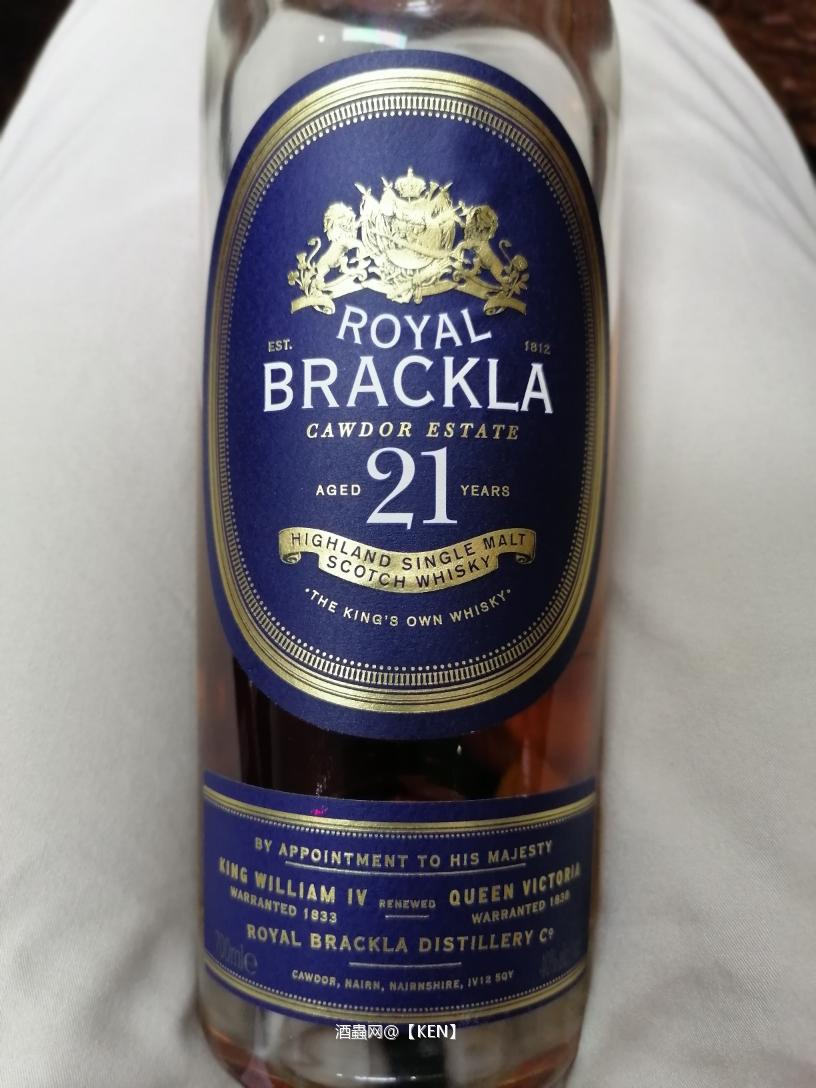 ROYAL
EST. 1812
BRACKLA
CAWDOR ESTATE
AGED 21 YEARS
HIGHLAND SINGLE MALT
SCOTCH WHISKY
·THE KING'S OWN WHISKY·
BY APPOINTMENT TO HIS MAJESTY
KING WILLIAM IV RENEWED QUEEN VICTORIA
WARRANTED 1833 WARRANTED 1838
ROYAL BRACKLA DISTILLERY Cº
700ml℮
CAWDOR, NAIRN, NAIRNSHIRE, IV12 5QY
酒蟲网@【KEN】